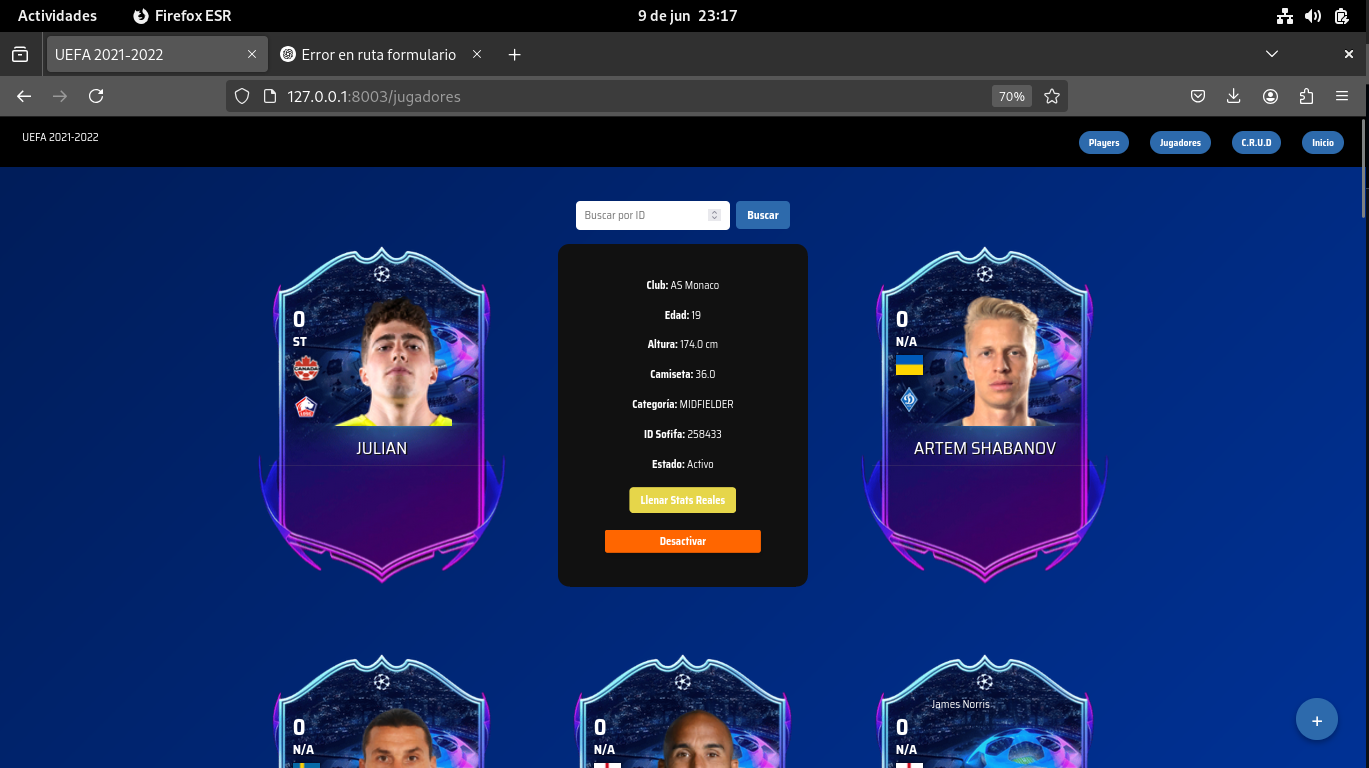 Actividades
Firefox ESR
9 de jun 23:17
UEFA 2021-2022
Error en ruta formulario
127.0.0.1:8003/jugadores
70%
UEFA 2021-2022
Players
Jugadores
C.R.U.D
Inicio
Buscar por ID
Buscar
0
ST
CANADA
JULIAN
Club: AS Monaco
Edad: 19
Altura: 174.0 cm
Camiseta: 36.0
Categoría: MIDFIELDER
ID Sofifa: 258433
Estado: Activo
Llenar Stats Reales
Desactivar
0
N/A
ARTEM SHABANOV
0
N/A
0
N/A
James Norris
0
N/A
+